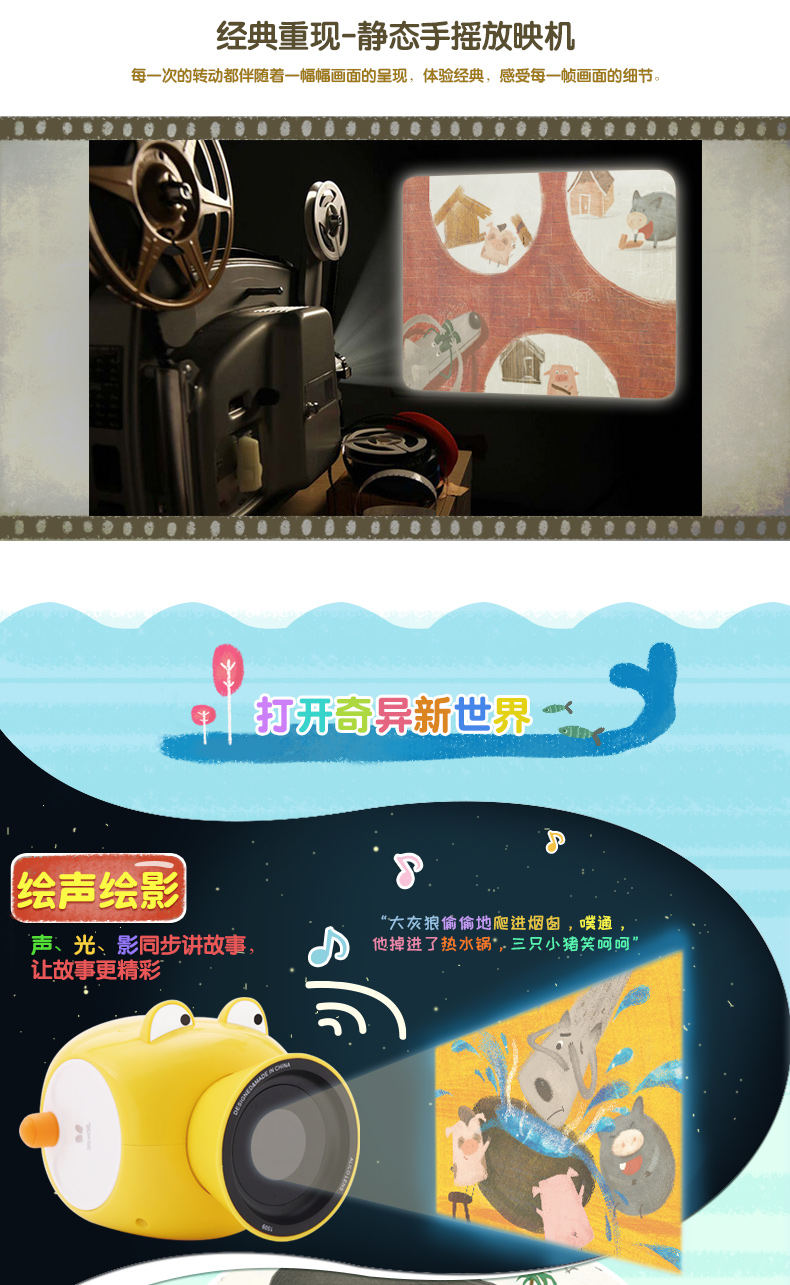 经典重现-静态手摇放映机
每一次的转动都伴随着一幅幅画面的呈现，体验经典，感受每一帧画面的细节。
打开奇异新世界
绘声绘影
声、光、影同步讲故事，
让故事更精彩
“大灰狼偷偷地爬进烟囱，噗通，
他掉进了热水锅，三只小猪笑呵呵”
DESIGNED&MADE IN CHINA